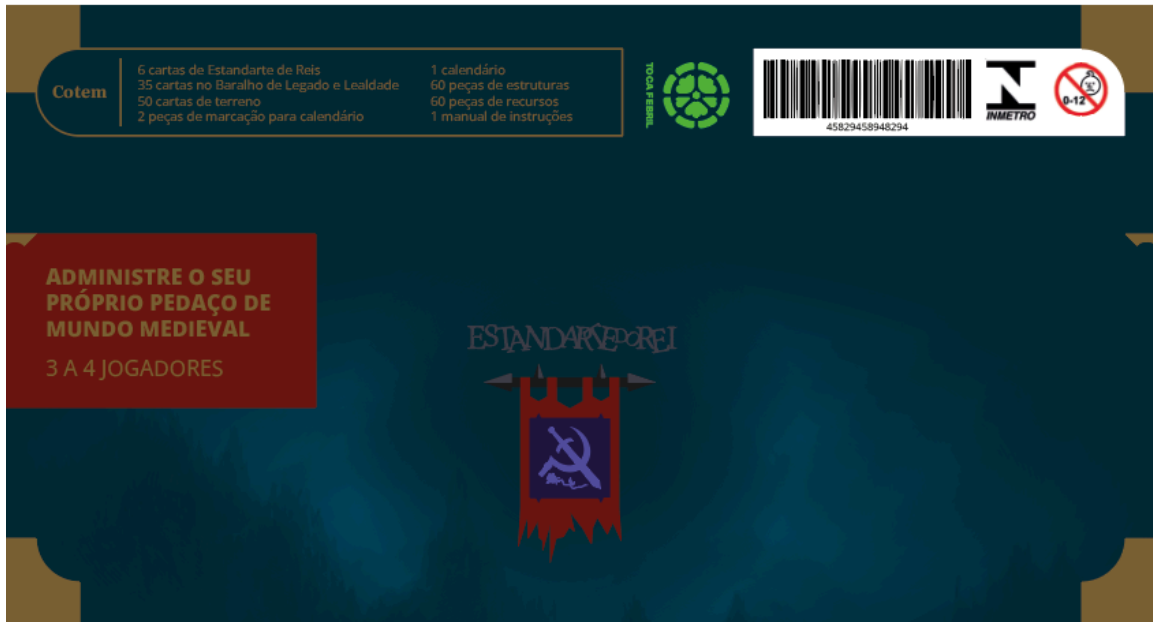 Cotem
6 cartas de Estandarte de Reis
35 cartas no Baralho de Legado e Lealdade
50 cartas de terreno
2 peças de marcação para calendário
1 calendário
60 peças de estruturas
60 peças de recursos
1 manual de instruções
TOCA FEBRIL
45829458948294
INMETRO
0-12
ADMINISTRE O SEU
PRÓPRIO PEDAÇO DE
MUNDO MEDIEVAL
3 A 4 JOGADORES
ESTANDARTE DO REI